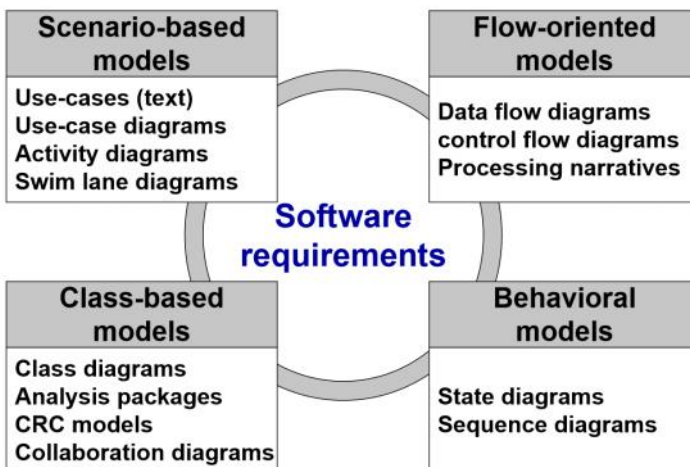 Scenario-based
models
Use-cases (text)
Use-case diagrams
Activity diagrams
Swim lane diagrams
Flow-oriented
models
Data flow diagrams
control flow diagrams
Processing narratives
Software
requirements
Class-based
models
Class diagrams
Analysis packages
CRC models
Collaboration diagrams
Behavioral
models
State diagrams
Sequence diagrams